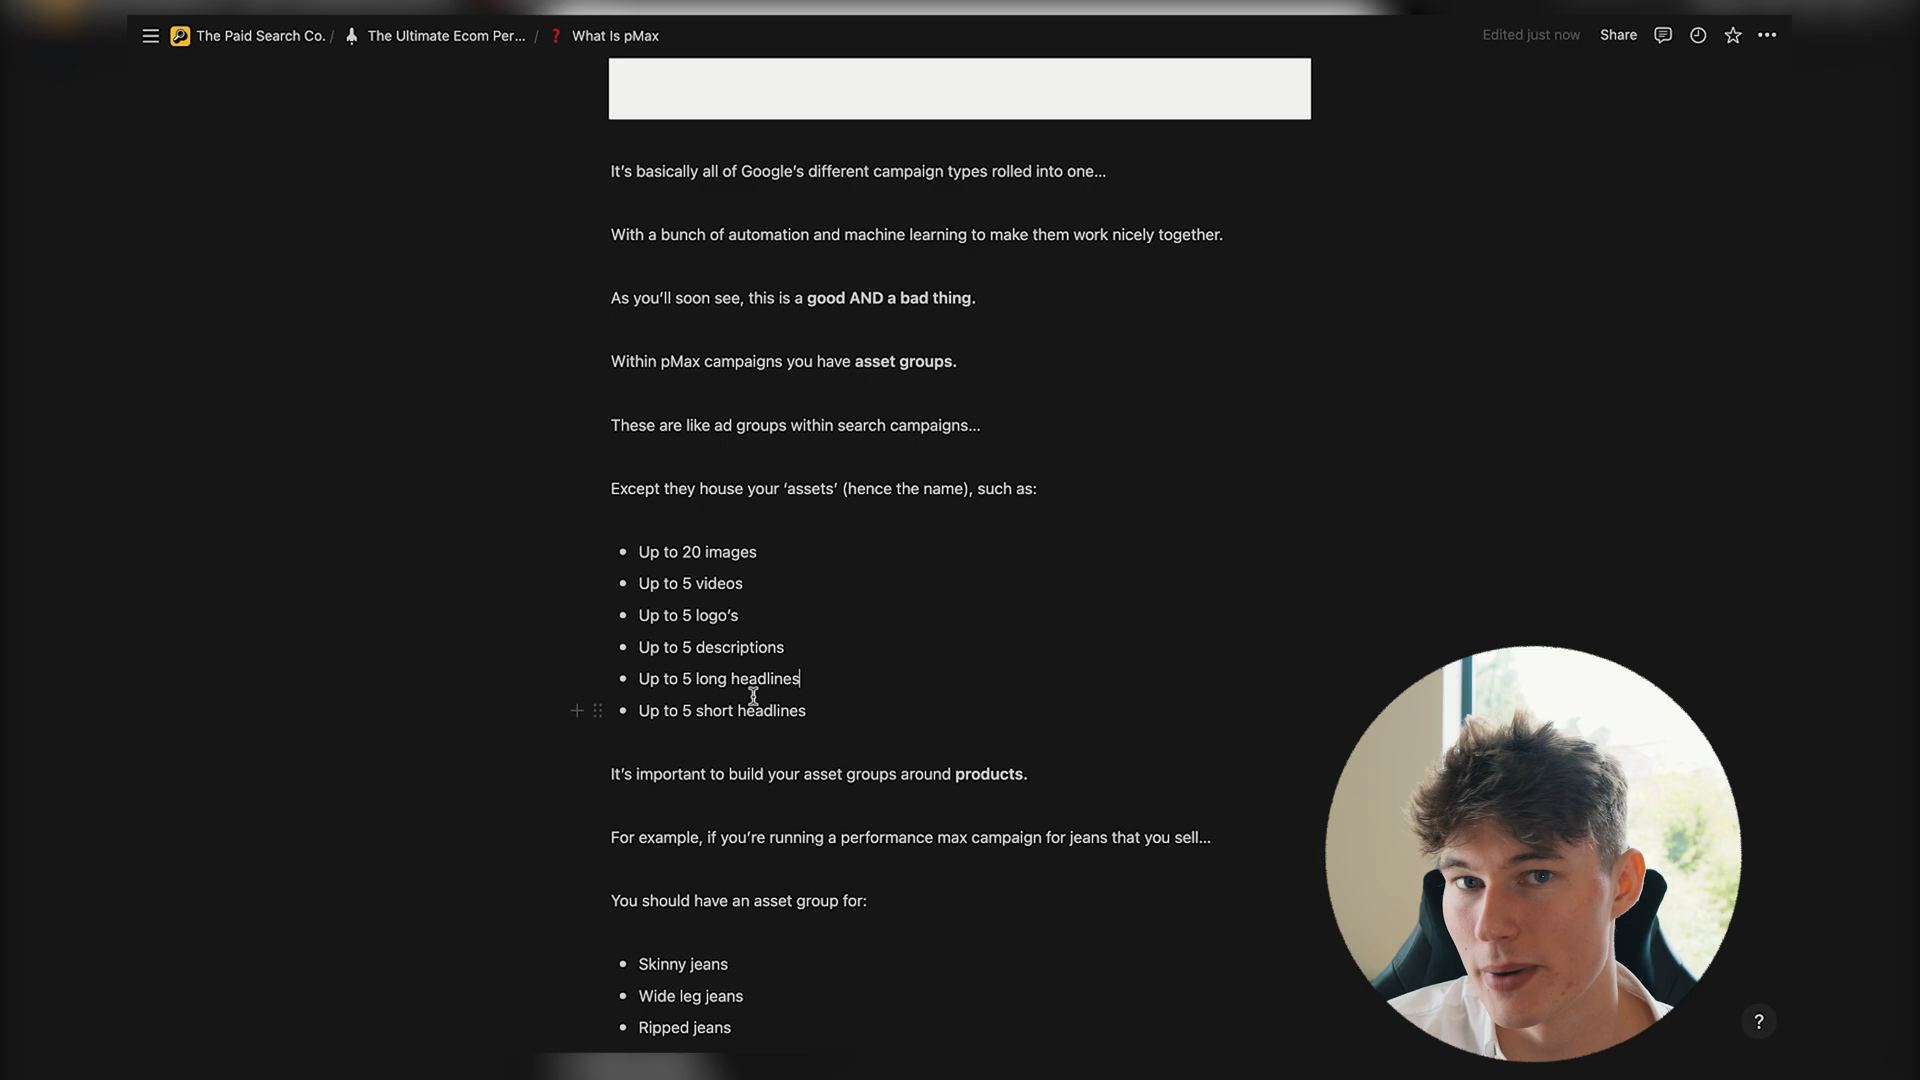 The Paid Search Co. / The Ultimate Ecom Per... / ❓ What Is pMax
Edited just now Share
It’s basically all of Google’s different campaign types rolled into one...
With a bunch of automation and machine learning to make them work nicely together.
As you’ll soon see, this is a good AND a bad thing.
Within pMax campaigns you have asset groups.
These are like ad groups within search campaigns...
Except they house your ‘assets’ (hence the name), such as:
• Up to 20 images
• Up to 5 videos
• Up to 5 logo’s
• Up to 5 descriptions
• Up to 5 long headlines
• Up to 5 short headlines
It’s important to build your asset groups around products.
For example, if you’re running a performance max campaign for jeans that you sell...
You should have an asset group for:
• Skinny jeans
• Wide leg jeans
• Ripped jeans
?